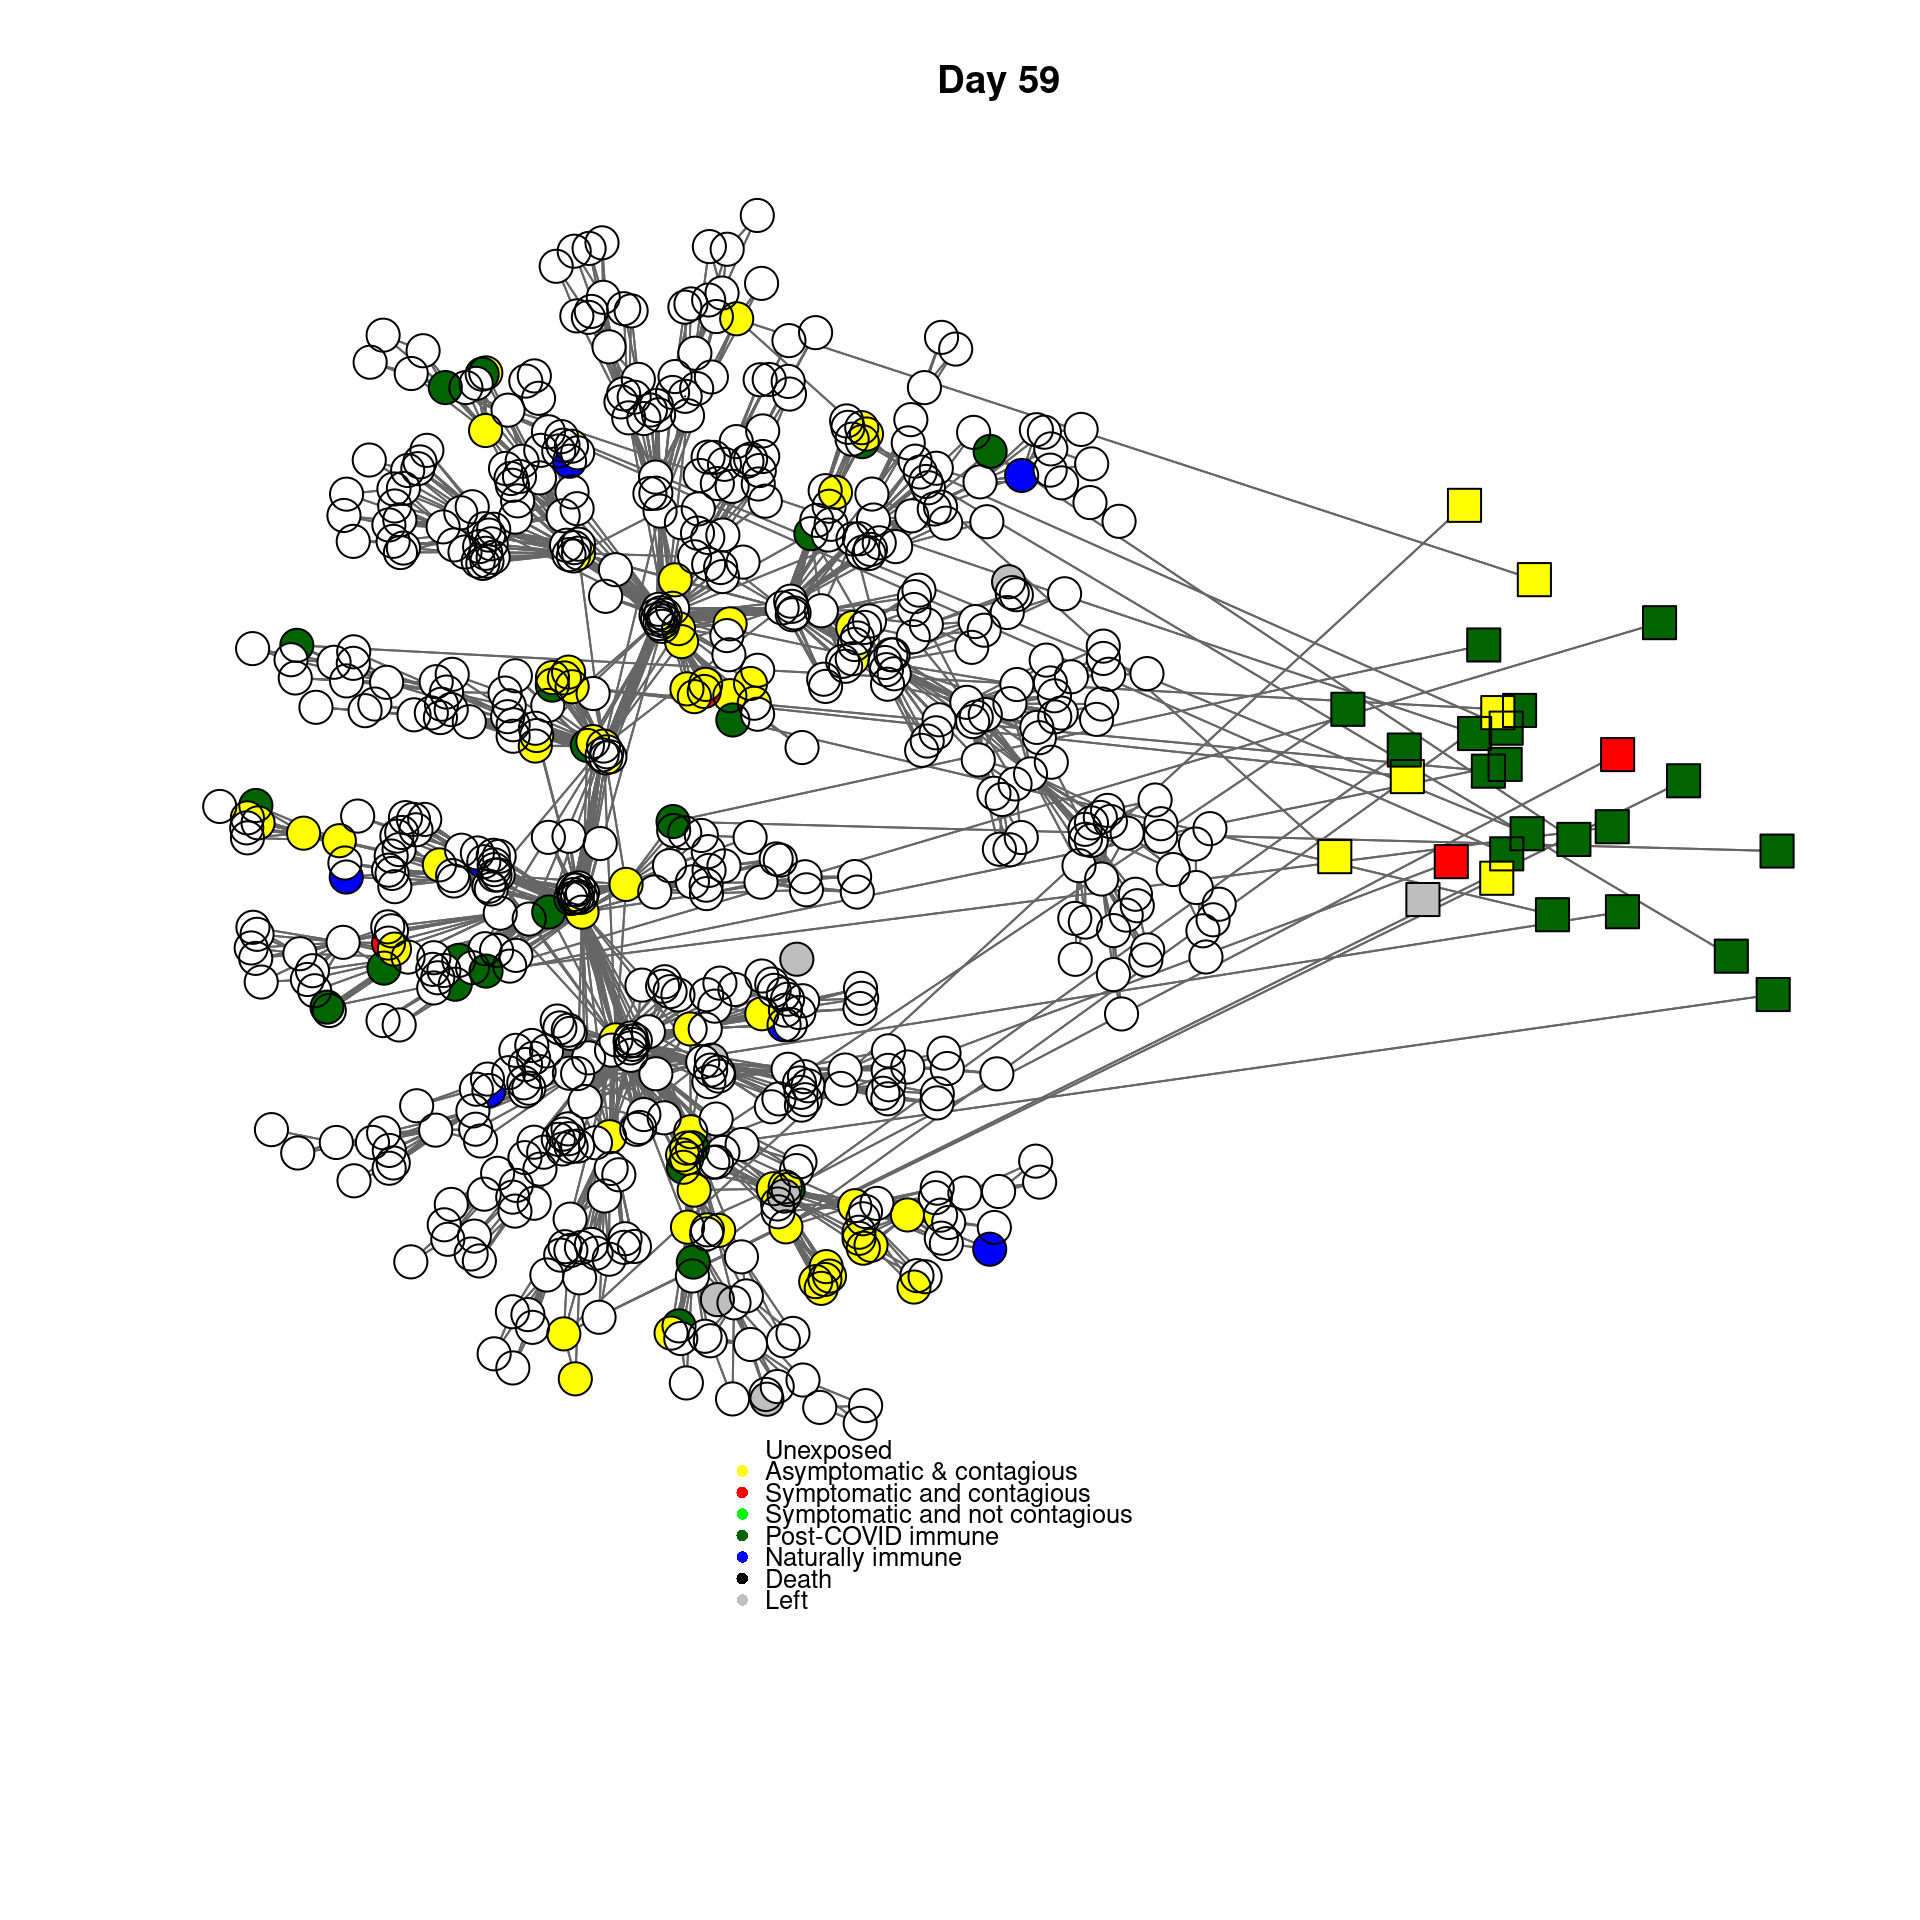 Day 59
Unexposed
Asymptomatic & contagious
Symptomatic and contagious
Symptomatic and not contagious
Post-COVID immune
Naturally immune
Death
Left